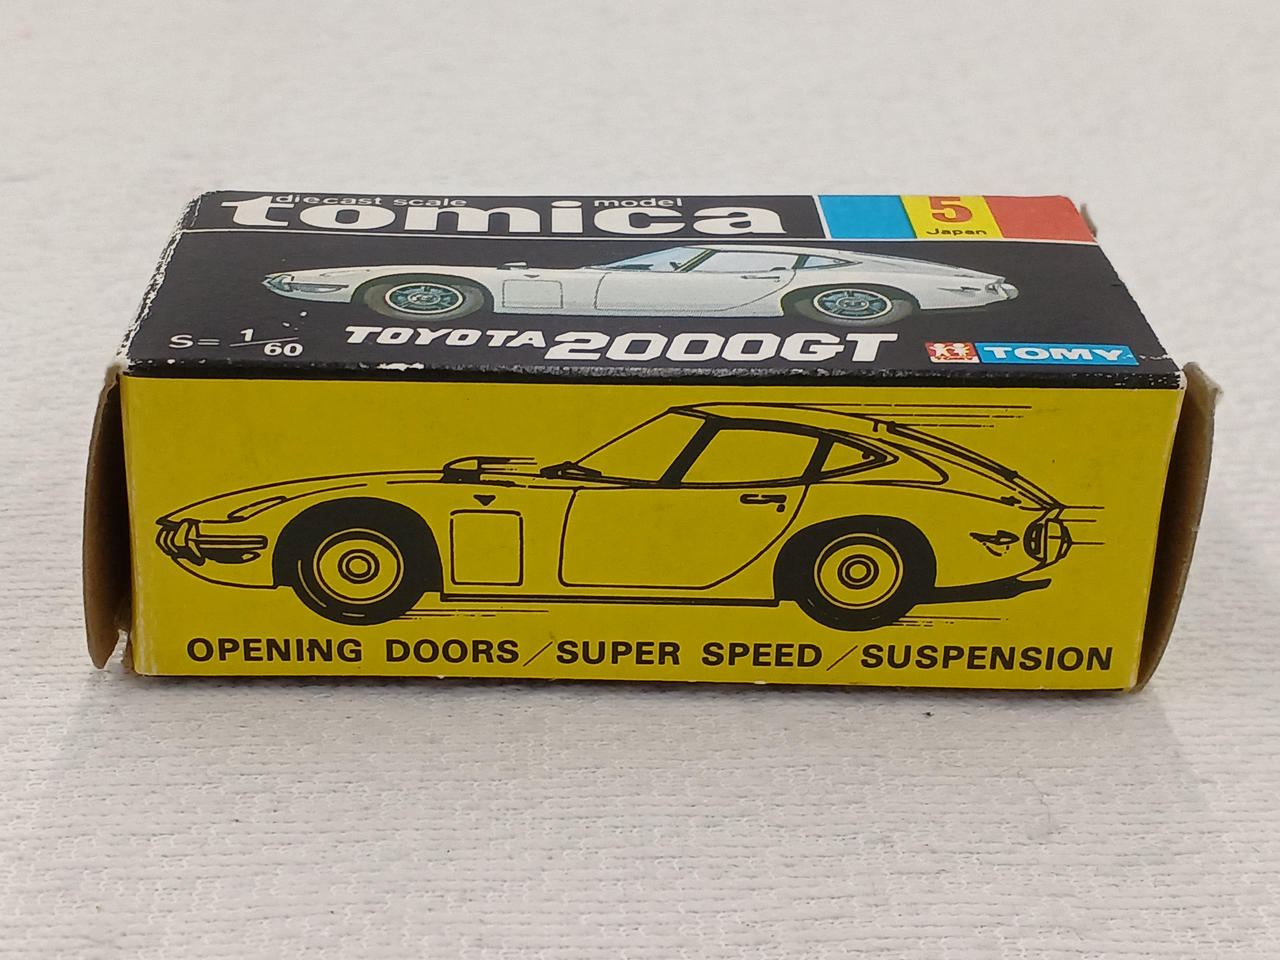 diecast scale model
tomica
5
Japan
S= 1/60
TOYOTA 2000GT
TOMY
OPENING DOORS/SUPER SPEED/SUSPENSION